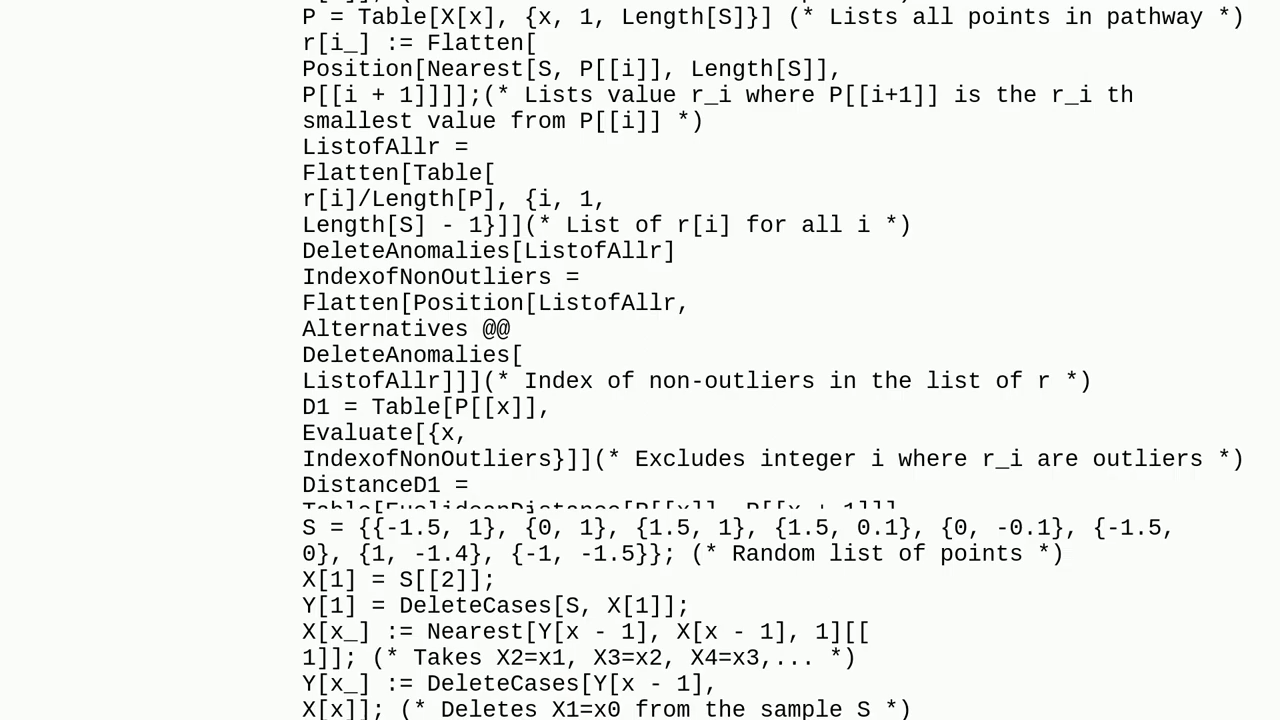 P = Table[X[x], {x, 1, Length[S]}] (* Lists all points in pathway *)
r[i_] := Flatten[
Position[Nearest[S, P[[i]], Length[S]],
P[[i + 1]]]];(* Lists value r_i where P[[i+1]] is the r_i th
smallest value from P[[i]] *)
ListofAllr =
Flatten[Table[
r[i]/Length[P], {i, 1,
Length[S] - 1}]](* List of r[i] for all i *)
DeleteAnomalies[ListofAllr]
IndexofNonOutliers =
Flatten[Position[ListofAllr,
Alternatives @@
DeleteAnomalies[
ListofAllr]]](* Index of non-outliers in the list of r *)
D1 = Table[P[[x]],
Evaluate[{x,
IndexofNonOutliers}]](* Excludes integer i where r_i are outliers *)
DistanceD1 =
Table[EuclideanDistance[P[[x]], P[[x + 1]]],
S = {{-1.5, 1}, {0, 1}, {1.5, 1}, {1.5, 0.1}, {0, -0.1}, {-1.5,
0}, {1, -1.4}, {-1, -1.5}}; (* Random list of points *)
X[1] = S[[2]];
Y[1] = DeleteCases[S, X[1]];
X[x_] := Nearest[Y[x - 1], X[x - 1], 1][[
1]]; (* Takes X2=x1, X3=x2, X4=x3,... *)
Y[x_] := DeleteCases[Y[x - 1],
X[x]]; (* Deletes X1=x0 from the sample S *)